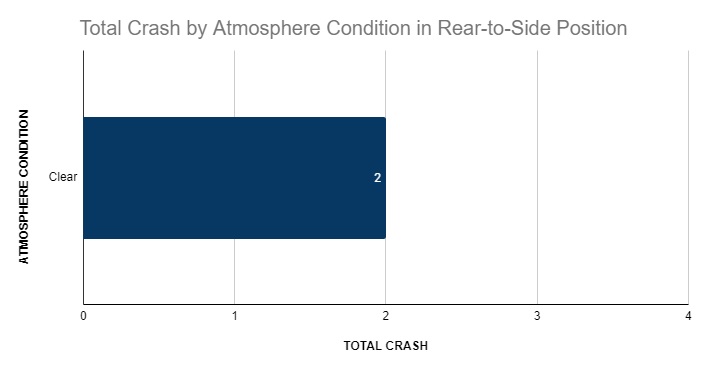 Total Crash by Atmosphere Condition in Rear-to-Side Position
ATMOSPHERE CONDITION
Clear
2
0 1 2 3 4
TOTAL CRASH